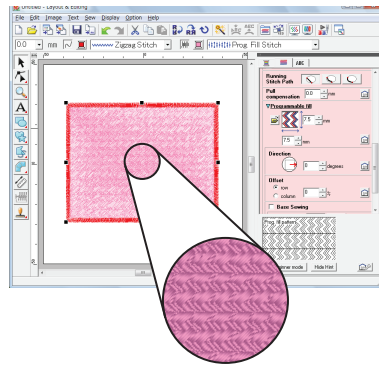 Untitled - Layout & Editing
File Edit Image Text Sew Display Option Help
0.0 mm Zigzag Stitch Prog. Fill Stitch
ABC
Running
Stitch Path
Pull
compensation 0.0 mm
Programmable fill
7.5 mm
7.5 mm
Direction
0 degrees
Offset
row
column 0 %
Base Sewing
Prog. fill pattern
Hide Hint